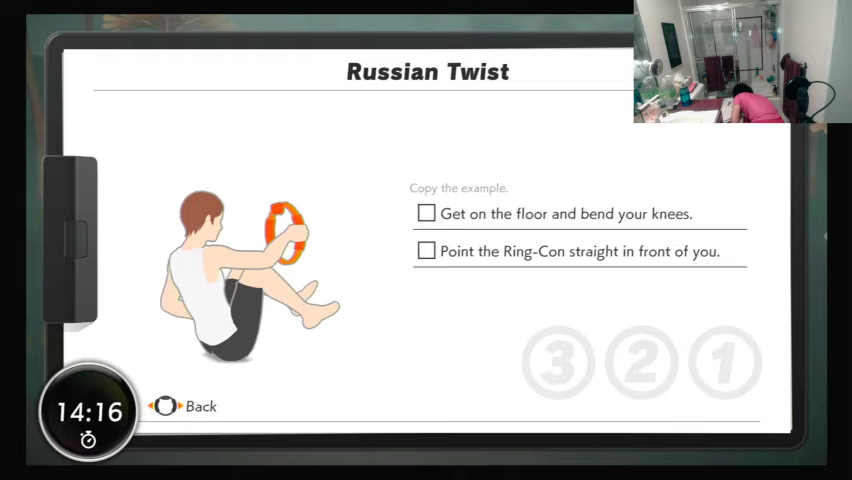 Russian Twist
Copy the example.
Get on the floor and bend your knees.
Point the Ring-Con straight in front of you.
3 2 1
14:16
Back